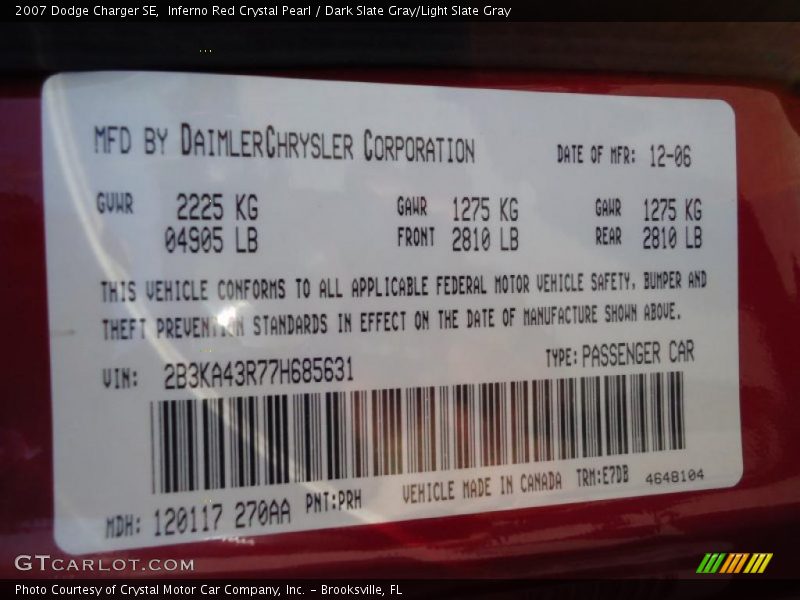 2007 Dodge Charger SE,  Inferno Red Crystal Pearl / Dark Slate Gray/Light Slate Gray
MFD BY DAIMLERCHRYSLER CORPORATION DATE OF MFR: 12-06
GVWR 2225 KG GAWR 1275 KG GAWR 1275 KG
04905 LB FRONT 2810 LB REAR 2810 LB
THIS VEHICLE CONFORMS TO ALL APPLICABLE FEDERAL MOTOR VEHICLE SAFETY, BUMPER AND
THEFT PREVENTION STANDARDS IN EFFECT ON THE DATE OF MANUFACTURE SHOWN ABOVE.
VIN: 2B3KA43R77H685631 TYPE: PASSENGER CAR
MDH: 120117 270AA PNT:PRH VEHICLE MADE IN CANADA TRM:E7DB 4648104
GTCARLOT.COM
Photo Courtesy of Crystal Motor Car Company, Inc. - Brooksville, FL